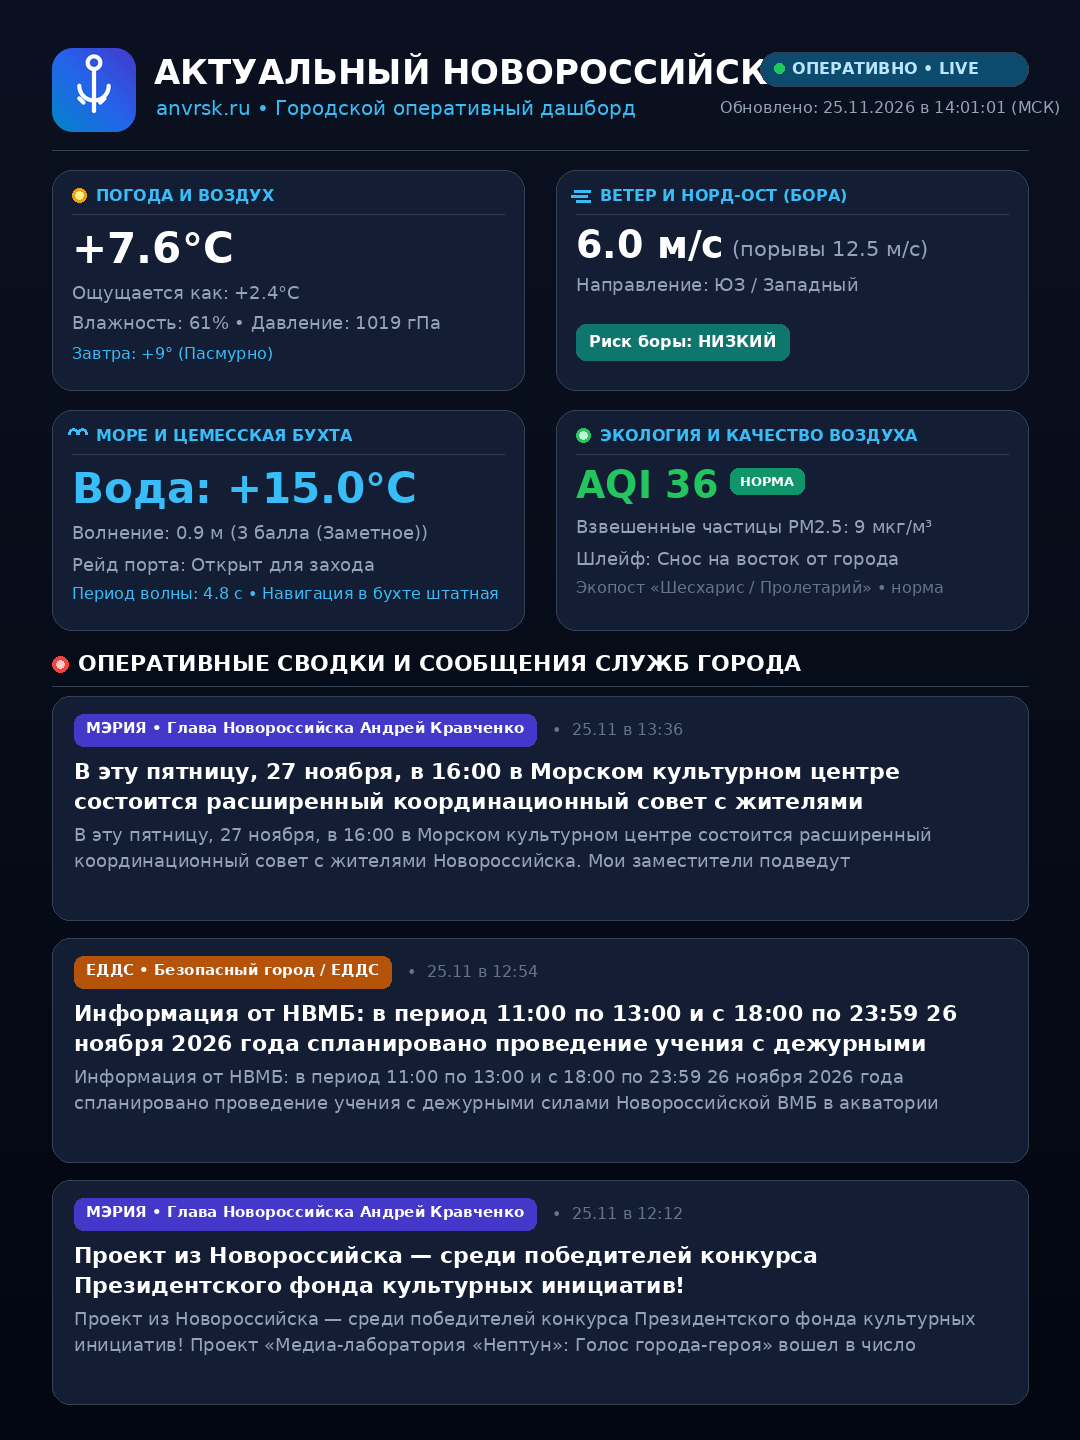 АКТУАЛЬНЫЙ НОВОРОССИЙСК
ОПЕРАТИВНО • LIVE
anvrsk.ru • Городской оперативный дашборд
Обновлено: 25.11.2026 в 14:01:01 (МСК)
ПОГОДА И ВОЗДУХ
+7.6°C
Ощущается как: +2.4°C
Влажность: 61% • Давление: 1019 гПа
Завтра: +9° (Пасмурно)
ВЕТЕР И НОРД-ОСТ (БОРА)
6.0 м/с (порывы 12.5 м/с)
Направление: ЮЗ / Западный
Риск боры: НИЗКИЙ
МОРЕ И ЦЕМЕССКАЯ БУХТА
Вода: +15.0°C
Волнение: 0.9 м (3 балла (Заметное))
Рейд порта: Открыт для захода
Период волны: 4.8 с • Навигация в бухте штатная
ЭКОЛОГИЯ И КАЧЕСТВО ВОЗДУХА
AQI 36 НОРМА
Взвешенные частицы PM2.5: 9 мкг/м³
Шлейф: Снос на восток от города
Экопост «Шесхарис / Пролетарий» • норма
ОПЕРАТИВНЫЕ СВОДКИ И СООБЩЕНИЯ СЛУЖБ ГОРОДА
МЭРИЯ • Глава Новороссийска Андрей Кравченко • 25.11 в 13:36
В эту пятницу, 27 ноября, в 16:00 в Морском культурном центре
состоится расширенный координационный совет с жителями
В эту пятницу, 27 ноября, в 16:00 в Морском культурном центре состоится расширенный
координационный совет с жителями Новороссийска. Мои заместители подведут
ЕДДС • Безопасный город / ЕДДС • 25.11 в 12:54
Информация от НВМБ: в период 11:00 по 13:00 и с 18:00 по 23:59 26
ноября 2026 года спланировано проведение учения с дежурными
Информация от НВМБ: в период 11:00 по 13:00 и с 18:00 по 23:59 26 ноября 2026 года
спланировано проведение учения с дежурными силами Новороссийской ВМБ в акватории
МЭРИЯ • Глава Новороссийска Андрей Кравченко • 25.11 в 12:12
Проект из Новороссийска — среди победителей конкурса
Президентского фонда культурных инициатив!
Проект из Новороссийска — среди победителей конкурса Президентского фонда культурных
инициатив! Проект «Медиа-лаборатория «Нептун»: Голос города-героя» вошел в число